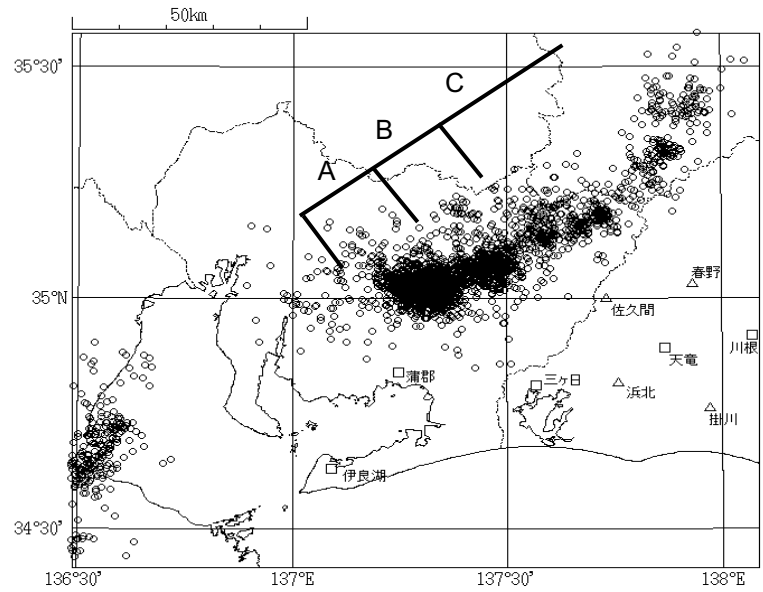 50km
35°30'
C
B
A
春野
35°N
佐久間
川根
天竜
三ヶ日
蒲郡
浜北
掛川
伊良湖
34°30'
136°30'
137°E
137°30'
138°E